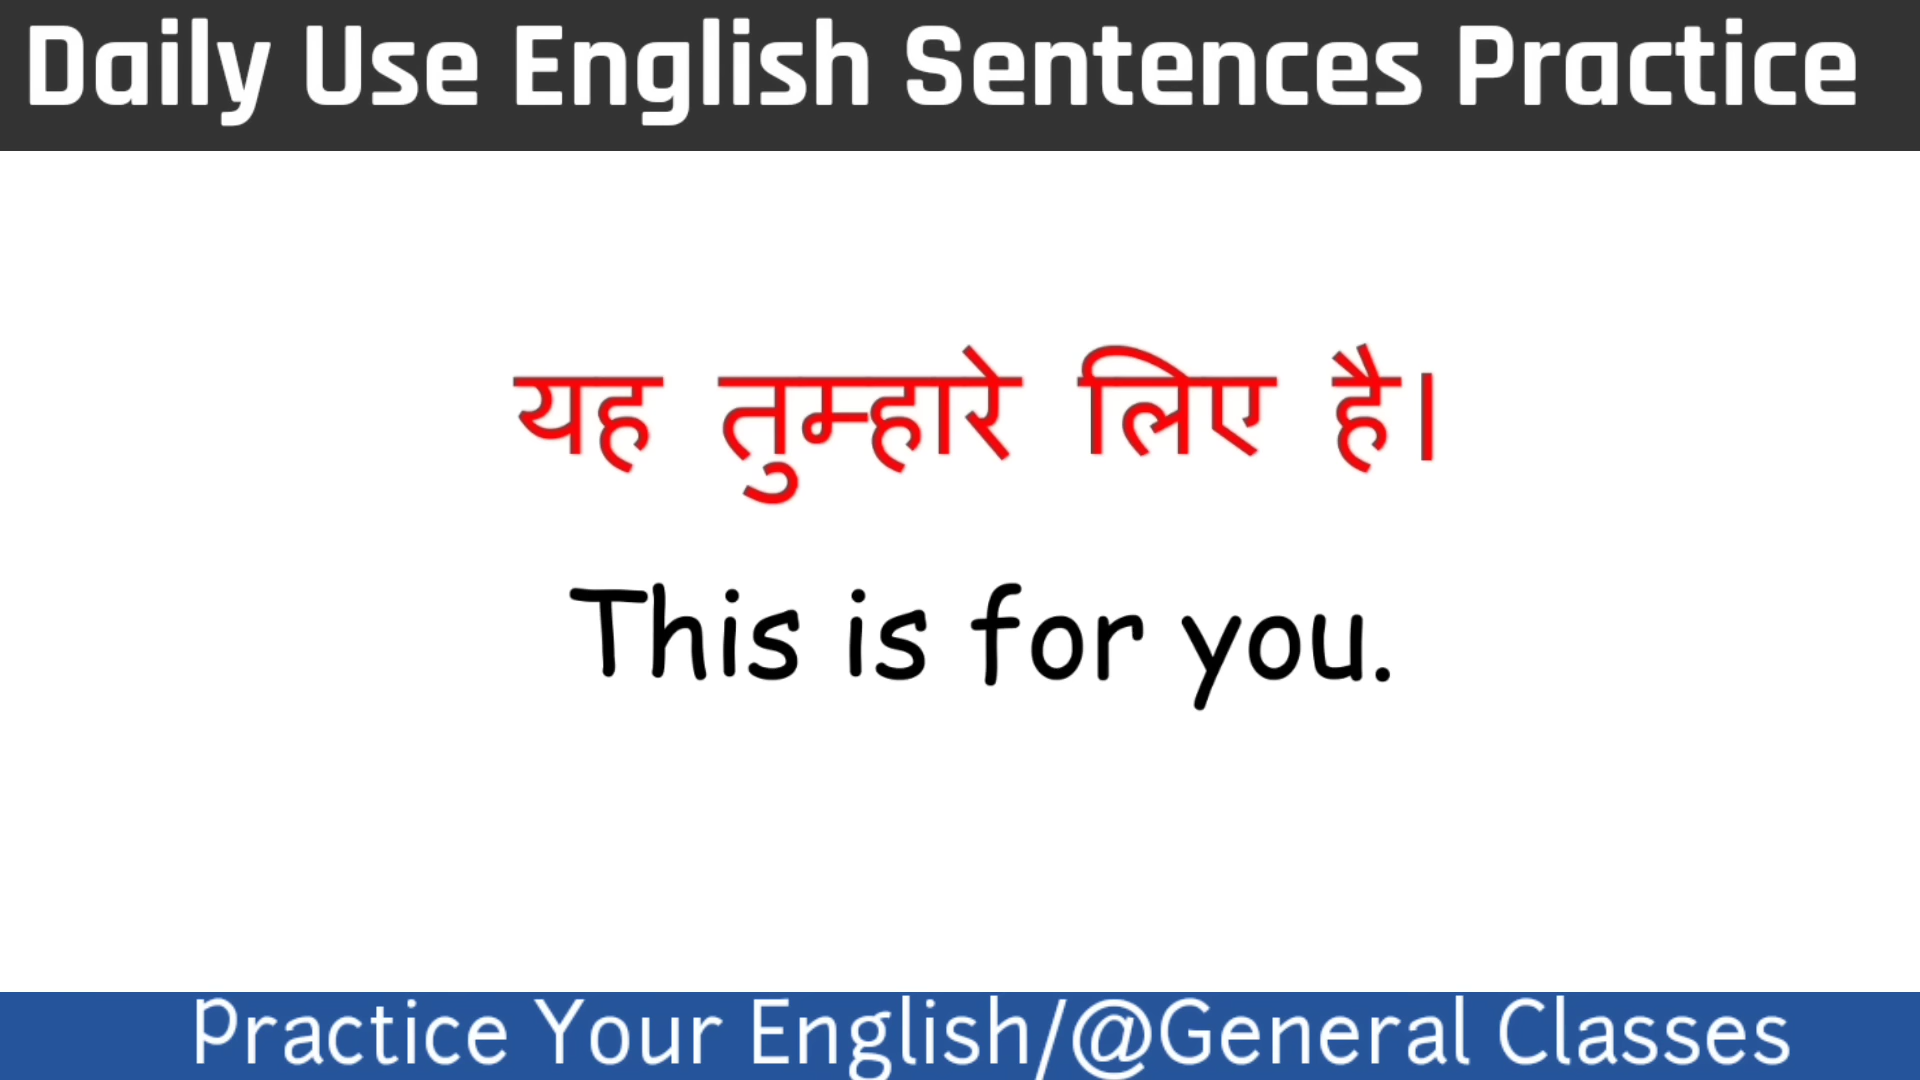 Daily Use English Sentences Practice
यह तुम्हारे लिए है।
This is for you.
Practice Your English/@General Classes